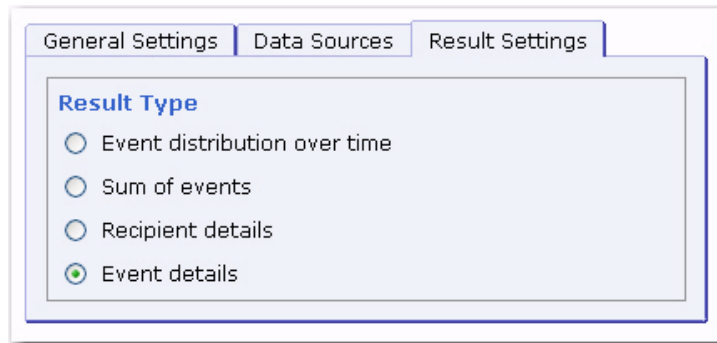 General Settings Data Sources Result Settings
Result Type
Event distribution over time
Sum of events
Recipient details
Event details